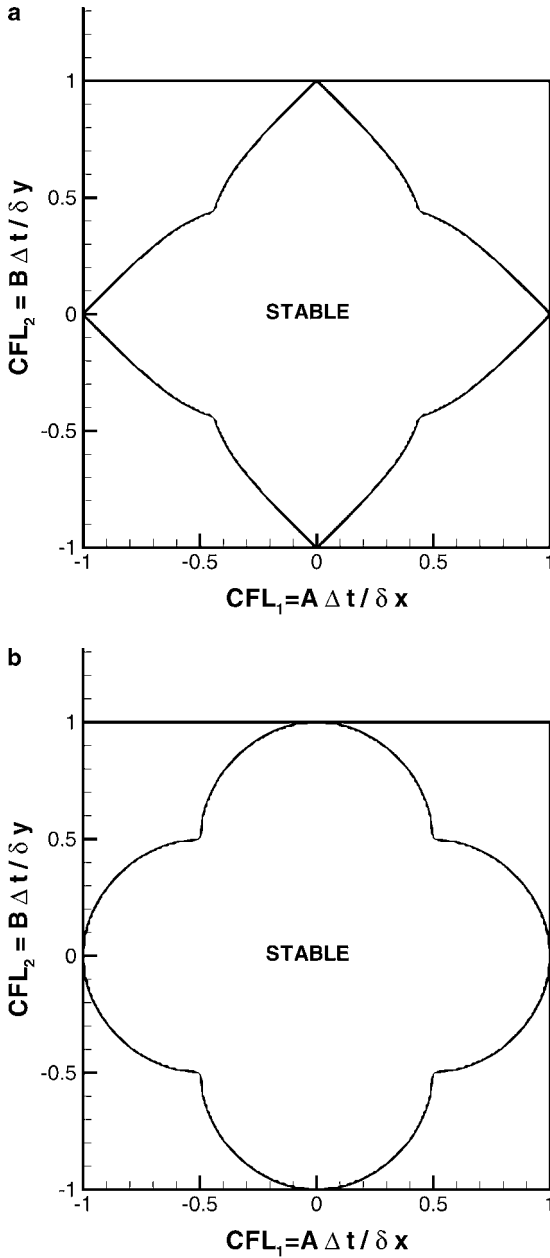 a
1
0.5
0
-0.5
-1
CFL2 = B Δ t / δ y
STABLE
-1 -0.5 0 0.5 1
CFL1=A Δ t / δ x
b
1
0.5
0
-0.5
-1
CFL2 = B Δ t / δ y
STABLE
-1 -0.5 0 0.5 1
CFL1=A Δ t / δ x